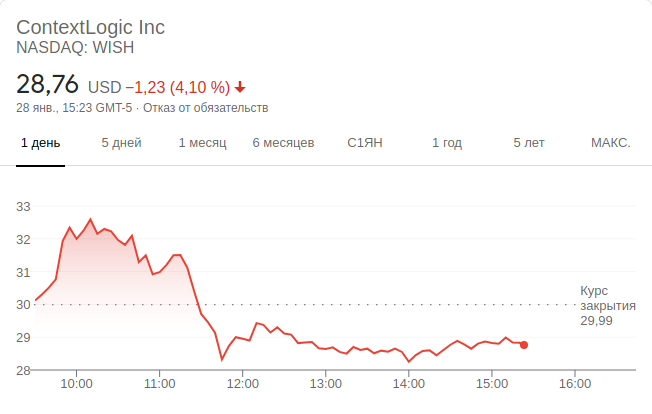 ContextLogic Inc
NASDAQ: WISH
28,76 USD −1,23 (4,10 %)
28 янв., 15:23 GMT-5 · Отказ от обязательств
1 день 5 дней 1 месяц 6 месяцев С1ЯН 1 год 5 лет МАКС.
33
32
31
30
29
28
Курс
закрытия
29,99
10:00 11:00 12:00 13:00 14:00 15:00 16:00